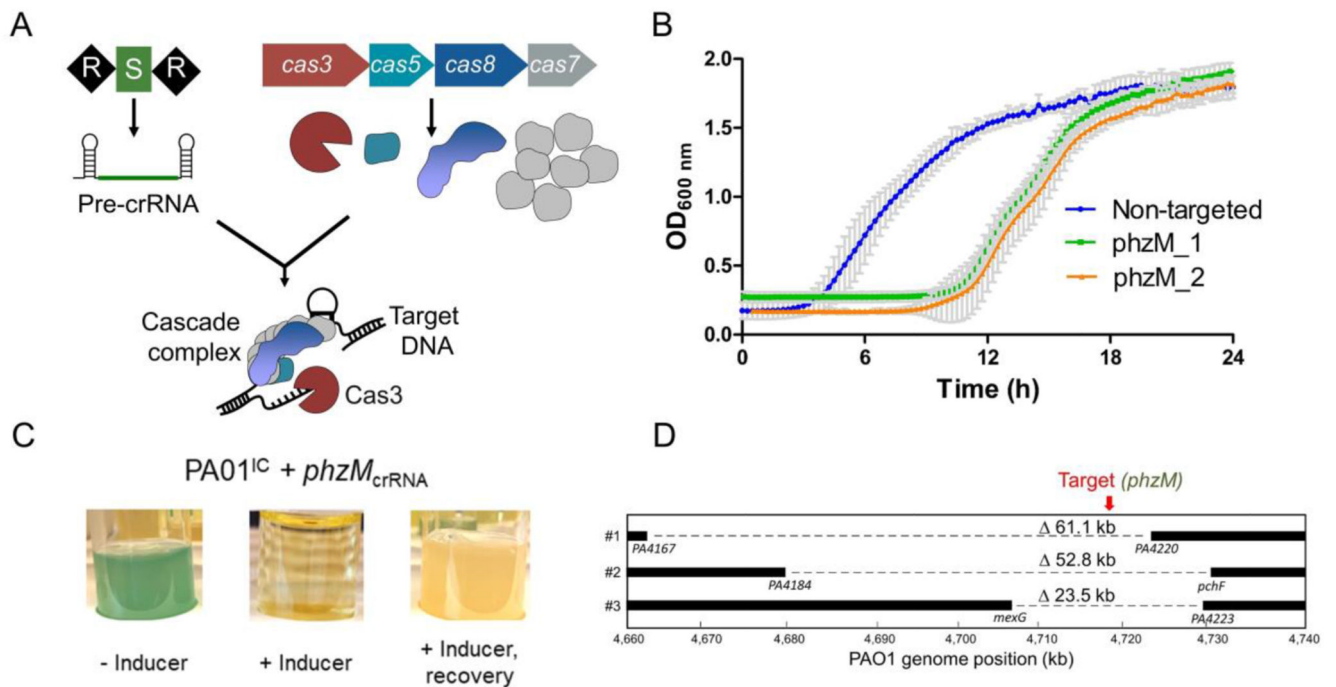 A
R S R
cas3 cas5 cas8 cas7
Pre-crRNA
Cascade
complex
Target
DNA
Cas3
B
OD600 nm
2.0
1.5
1.0
0.5
0.0
Non-targeted
phzM_1
phzM_2
0 6 12 18 24
Time (h)
C
PA01IC + phzMcrRNA
- Inducer
+ Inducer
+ Inducer,
recovery
D
Target (phzM)
#1 Δ 61.1 kb
PA4167 PA4220
#2 Δ 52.8 kb
PA4184 pchF
#3 Δ 23.5 kb
mexG PA4223
4,660 4,670 4,680 4,690 4,700 4,710 4,720 4,730 4,740
PAO1 genome position (kb)